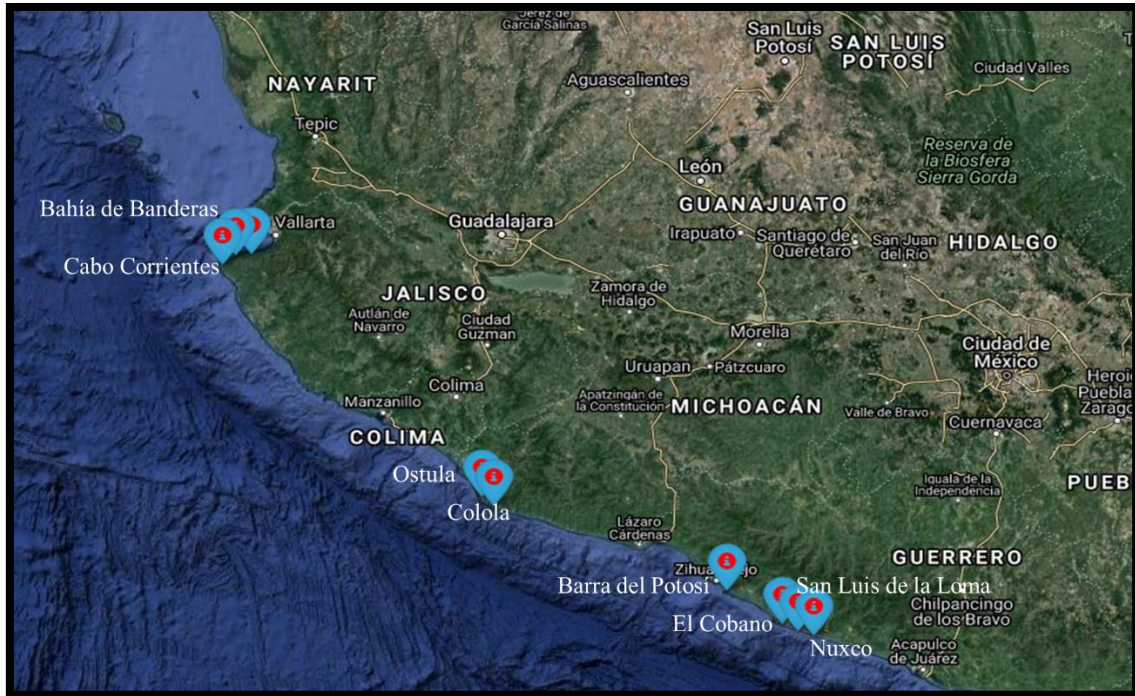 Jerez de
García Salinas
San Luis
Potosí
SAN LUIS
POTOSÍ
Ciudad Valles
NAYARIT
Aguascalientes
Tepic
Reserva de
la Biosfera
Sierra Gorda
León
GUANAJUATO
Bahía de Banderas
Vallarta
Guadalajara
Irapuato
Santiago de
Querétaro
San Juan
del Río
HIDALGO
Cabo Corrientes
JALISCO
Zamora de
Hidalgo
Autlán de
Navarro
Ciudad
Guzman
Morelia
Ciudad de
México
Uruapan
Pátzcuaro
Colima
Apatzingán de
la Constitución
MICHOACÁN
Valle de Bravo
Manzanillo
Cuernavaca
COLIMA
Ostula
Colola
Iguala de la
Independencia
Lázaro
Cárdenas
GUERRERO
Barra del Potosí
San Luis de la Loma
El Cobano
Nuxco
Chilpancingo
de los Bravo
Acapulco
de Juárez